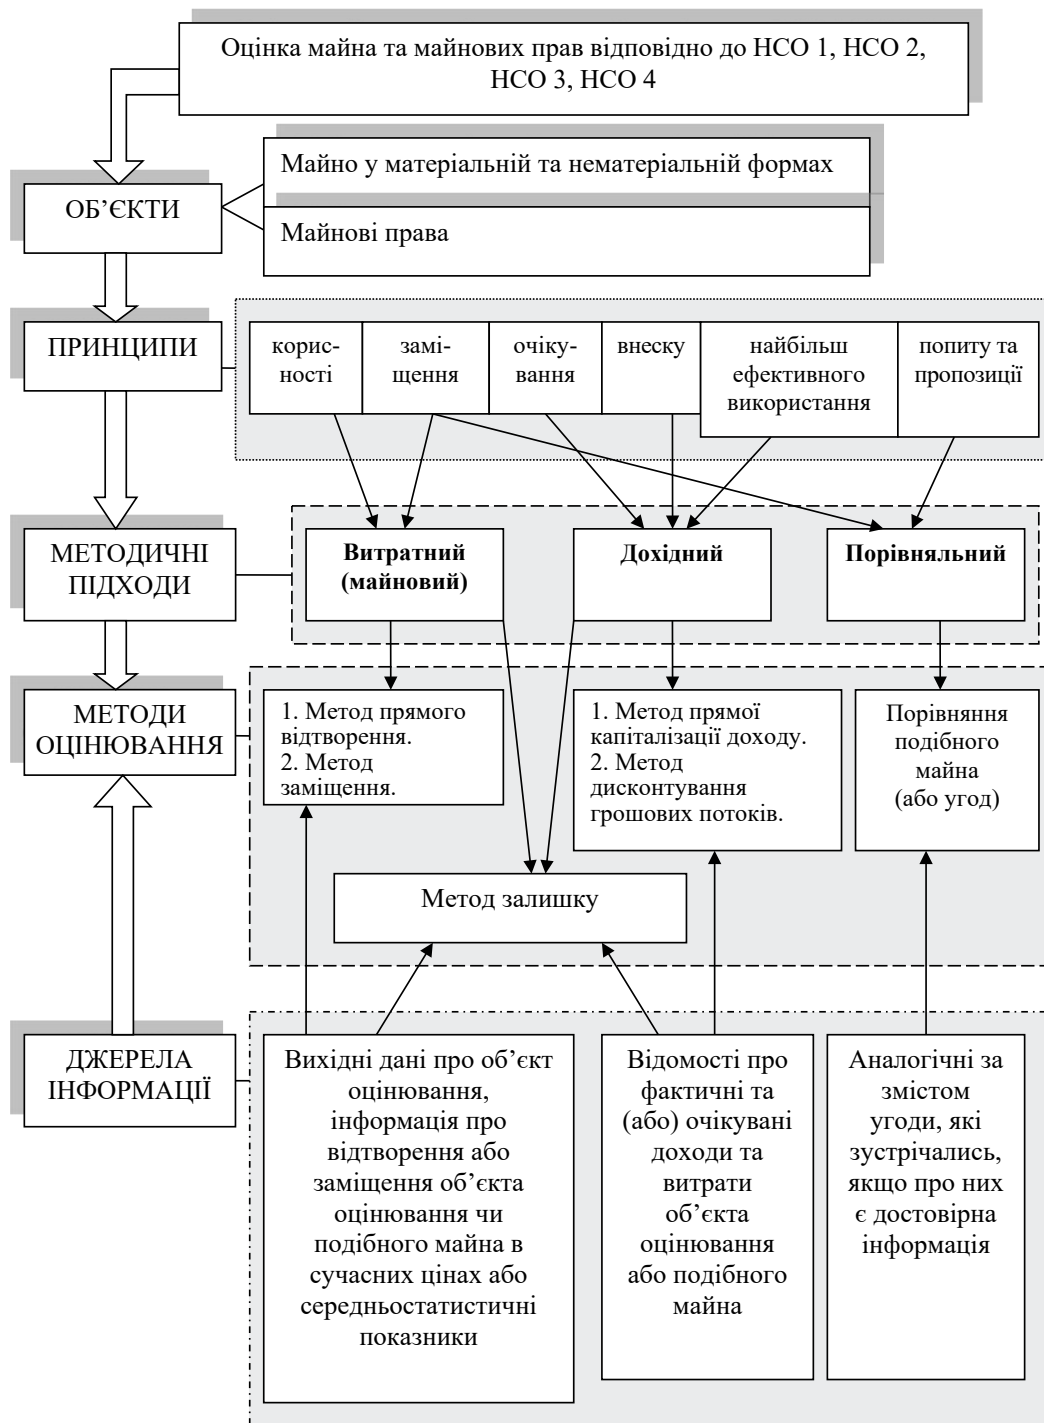 Оцінка майна та майнових прав відповідно до НСО 1, НСО 2,
НСО 3, НСО 4
Майно у матеріальній та нематеріальній формах
ОБ’ЄКТИ
Майнові права
ПРИНЦИПИ
корис-
ності
замі-
щення
очіку-
вання
внеску
найбільш
ефективного
використання
попиту та
пропозиції
МЕТОДИЧНІ
ПІДХОДИ
Витратний
(майновий)
Дохідний
Порівняльний
МЕТОДИ
ОЦІНЮВАННЯ
1. Метод прямого
відтворення.
2. Метод
заміщення.
1. Метод прямої
капіталізації доходу.
2. Метод
дисконтування
грошових потоків.
Порівняння
подібного
майна
(або угод)
Метод залишку
ДЖЕРЕЛА
ІНФОРМАЦІЇ
Вихідні дані про об’єкт
оцінювання,
інформація про
відтворення або
заміщення об’єкта
оцінювання чи
подібного майна в
сучасних цінах або
середньостатистичні
показники
Відомості про
фактичні та
(або) очікувані
доходи та
витрати
об’єкта
оцінювання
або подібного
майна
Аналогічні за
змістом
угоди, які
зустрічались,
якщо про них
є достовірна
інформація